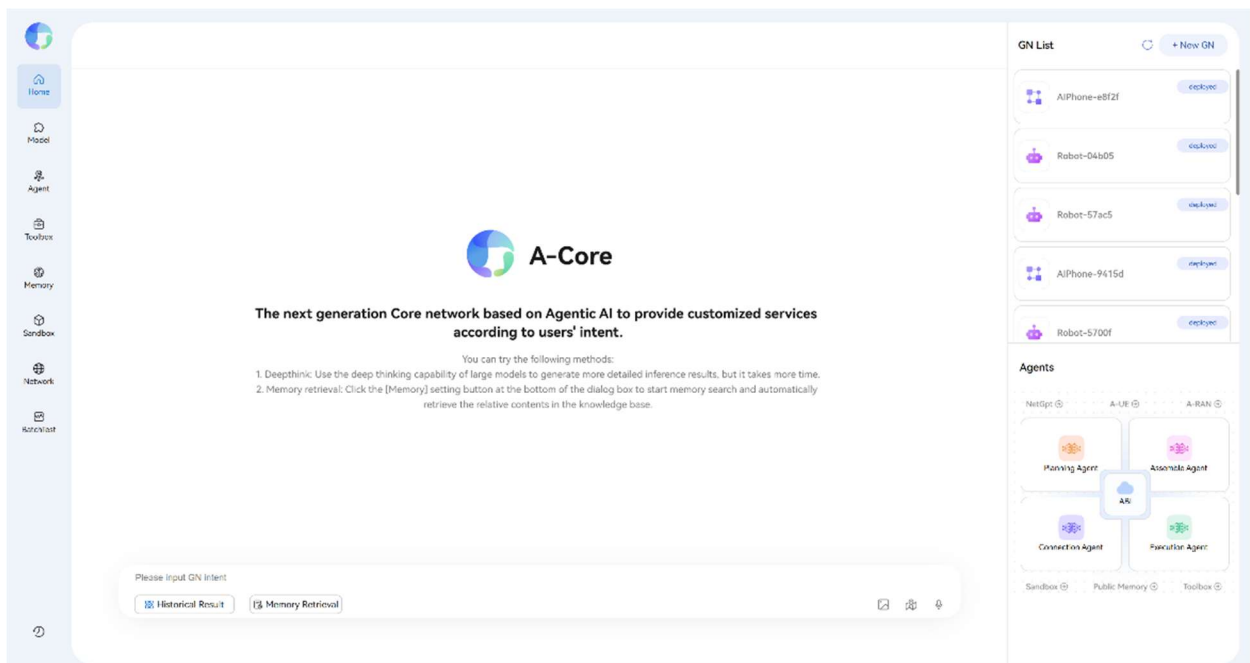 Home
Model
Agent
Toolbox
Memory
Sandbox
Network
BatchTest
A-Core
The next generation Core network based on Agentic AI to provide customized services
according to users' intent.
You can try the following methods:
1. Deepthink: Use the deep thinking capability of large models to generate more detailed inference results, but it takes more time.
2. Memory retrieval: Click the [Memory] setting button at the bottom of the dialog box to start memory search and automatically
retrieve the relative contents in the knowledge base.
Please input GN intent
Historical Result
Memory Retrieval
GN List
+ New GN
AIPhone-e8f2f
deployed
Robot-04b05
deployed
Robot-57ac5
deployed
AIPhone-9415d
deployed
Robot-5700f
deployed
Agents
NetGpt
A-UE
A-RAN
Planning Agent
Assemble Agent
ABI
Connection Agent
Execution Agent
Sandbox
Public Memory
Toolbox